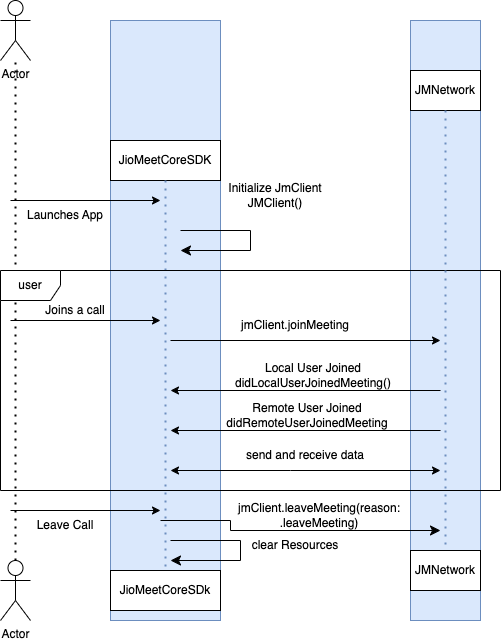 Actor
JMNetwork
JioMeetCoreSDK
Initialize JmClient
JMClient()
Launches App
user
Joins a call
jmClient.joinMeeting
Local User Joined
didLocalUserJoinedMeeting()
Remote User Joined
didRemoteUserJoinedMeeting
send and receive data
jmClient.leaveMeeting(reason:
.leaveMeeting)
Leave Call
clear Resources
JMNetwork
JioMeetCoreSDk
Actor